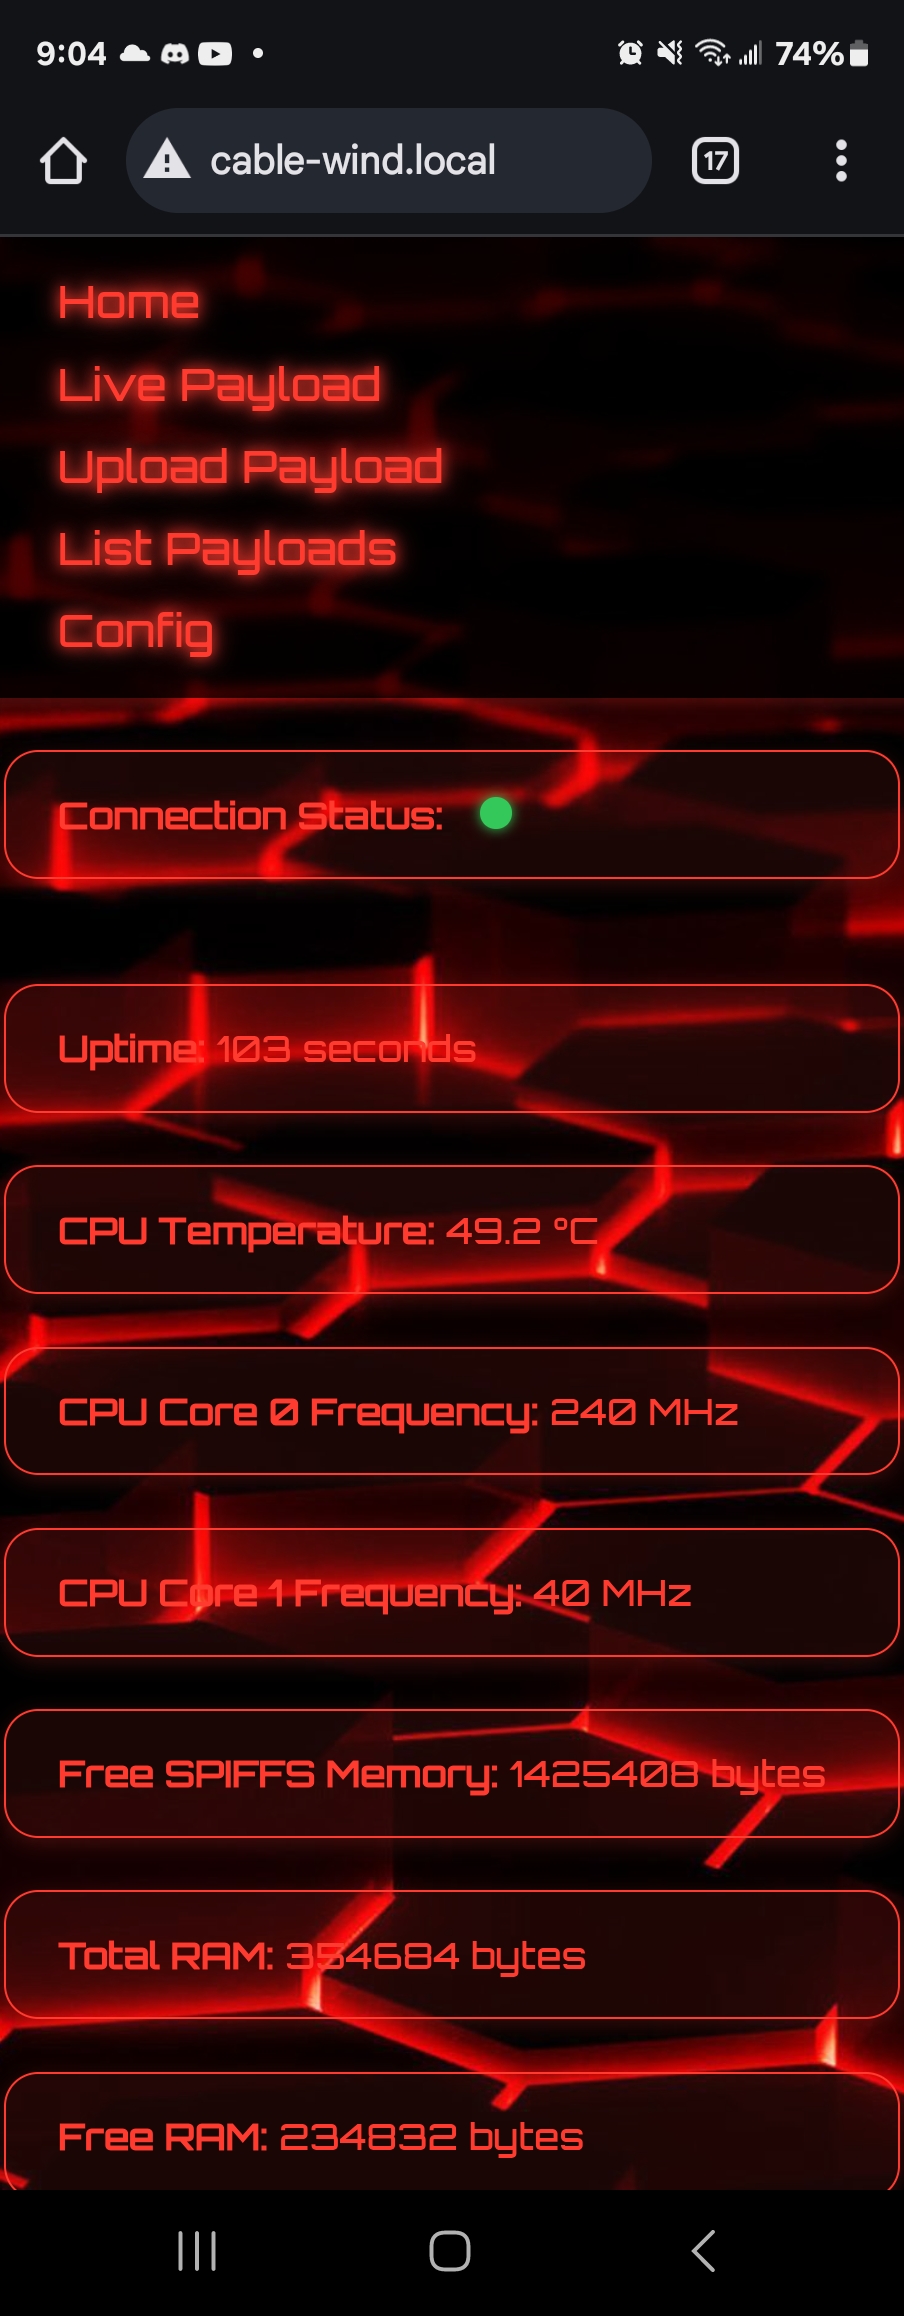 9:04 74%
cable-wind.local 17
Home
Live Payload
Upload Payload
List Payloads
Config
Connection Status:
Uptime: 103 seconds
CPU Temperature: 49.2 °C
CPU Core 0 Frequency: 240 MHz
CPU Core 1 Frequency: 40 MHz
Free SPIFFS Memory: 1425408 bytes
Total RAM: 354684 bytes
Free RAM: 234832 bytes